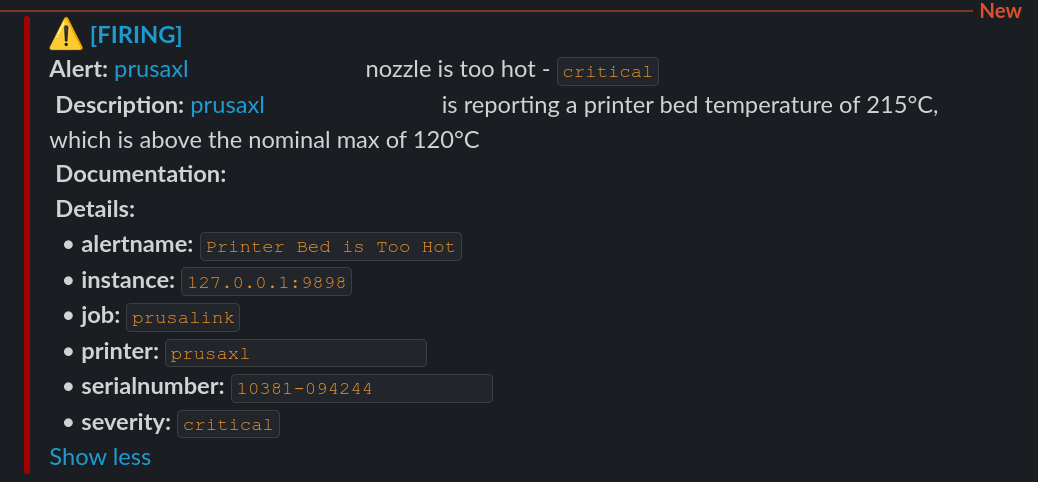 New
⚠️ [FIRING]
Alert: prusaxl nozzle is too hot - critical
Description: prusaxl is reporting a printer bed temperature of 215°C,
which is above the nominal max of 120°C
Documentation:
Details:
• alertname: Printer Bed is Too Hot
• instance: 127.0.0.1:9898
• job: prusalink
• printer: prusaxl
• serialnumber: 10381-094244
• severity: critical
Show less